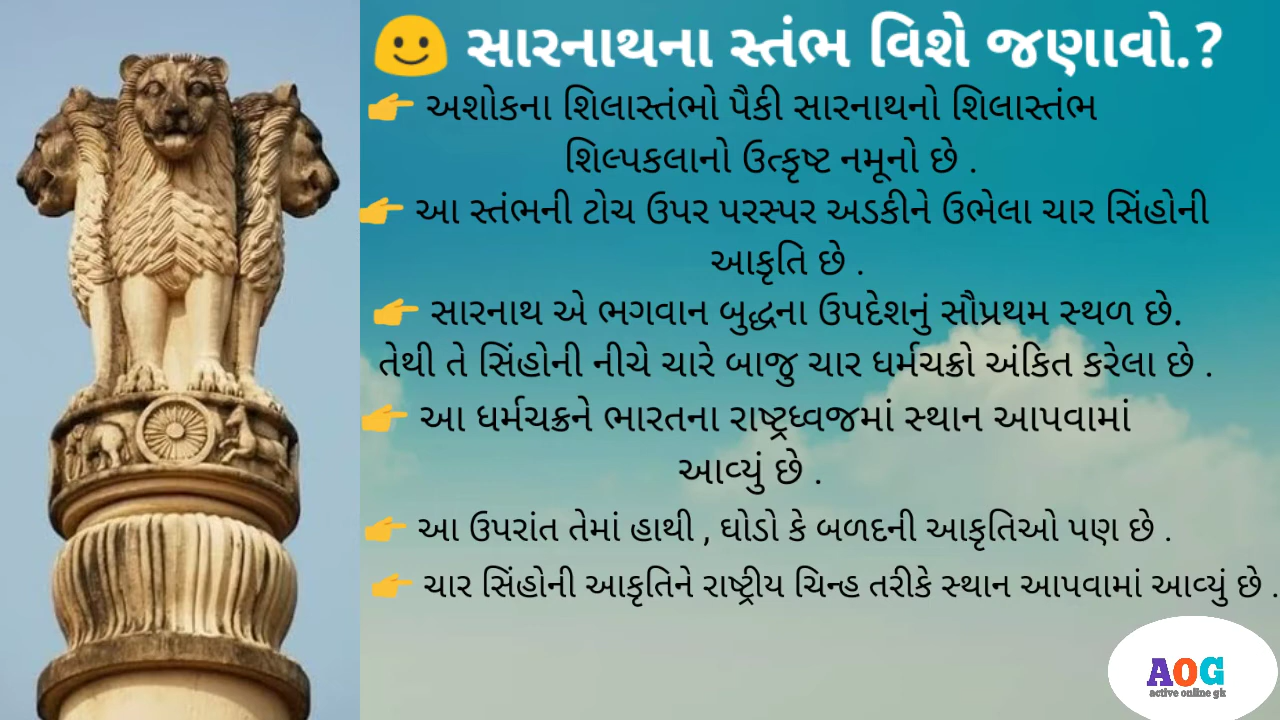 સારનાથના સ્તંભ વિશે જણાવો.?
અશોકના શિલાસ્તંભો પૈકી સારનાથનો શિલાસ્તંભ
શિલ્પકલાનો ઉત્કૃષ્ટ નમૂનો છે .
આ સ્તંભની ટોચ ઉપર પરસ્પર અડકીને ઉભેલા ચાર સિંહોની
આકૃતિ છે .
સારનાથ એ ભગવાન બુદ્ધના ઉપદેશનું સૌપ્રથમ સ્થળ છે.
તેથી તે સિંહોની નીચે ચારે બાજુ ચાર ધર્મચક્રો અંકિત કરેલા છે .
આ ધર્મચક્રને ભારતના રાષ્ટ્રધ્વજમાં સ્થાન આપવામાં
આવ્યું છે .
આ ઉપરાંત તેમાં હાથી , ઘોડો કે બળદની આકૃતિઓ પણ છે .
ચાર સિંહોની આકૃતિને રાષ્ટ્રીય ચિન્હ તરીકે સ્થાન આપવામાં આવ્યું છે .
AOG
active online gk